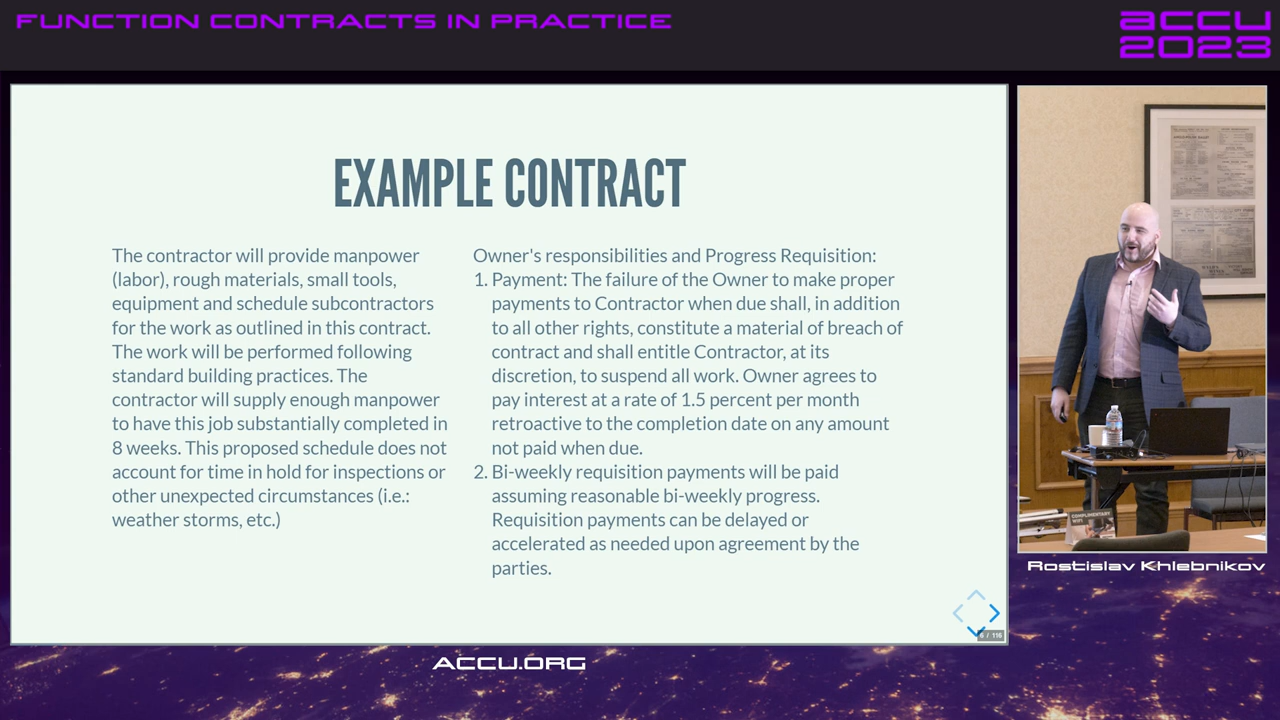 FUNCTION CONTRACTS IN PRACTICE
accu
2023
EXAMPLE CONTRACT
The contractor will provide manpower
(labor), rough materials, small tools,
equipment and schedule subcontractors
for the work as outlined in this contract.
The work will be performed following
standard building practices. The
contractor will supply enough manpower
to have this job substantially completed in
8 weeks. This proposed schedule does not
account for time in hold for inspections or
other unexpected circumstances (i.e.:
weather storms, etc.)
Owner's responsibilities and Progress Requisition:
1. Payment: The failure of the Owner to make proper
payments to Contractor when due shall, in addition
to all other rights, constitute a material of breach of
contract and shall entitle Contractor, at its
discretion, to suspend all work. Owner agrees to
pay interest at a rate of 1.5 percent per month
retroactive to the completion date on any amount
not paid when due.
2. Bi-weekly requisition payments will be paid
assuming reasonable bi-weekly progress.
Requisition payments can be delayed or
accelerated as needed upon agreement by the
parties.
6 / 116
COMPLIMENTARY
WIFI
Rostislav Khlebnikov
ACCU.ORG